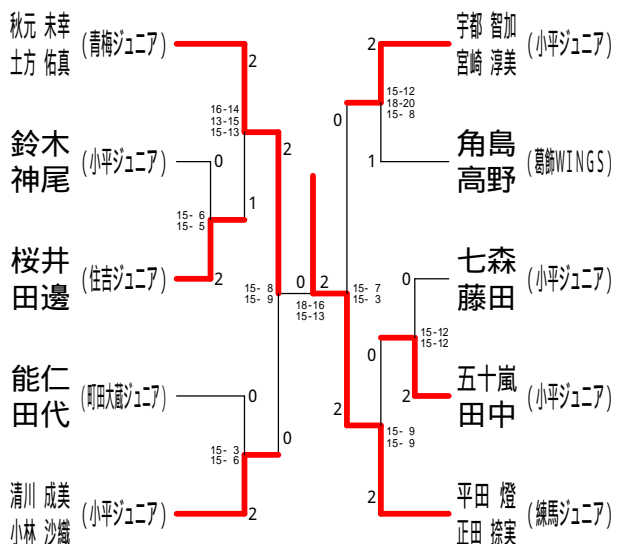 秋元 未幸
土方 佑真
(青梅ジュニア)
2
16-14
13-15
15-13
2
鈴木
神尾
(小平ジュニア)
0
1
15- 6
15- 5
桜井
田邊
(住吉ジュニア)
2
15- 8
15- 9
0 2
18-16
15-13
能仁
田代
(町田大蔵ジュニア)
0
0
15- 3
15- 6
清川 成美
小林 沙織
(小平ジュニア)
2
宇都 智加
宮崎 淳美
(小平ジュニア)
2
15-12
18-20
15- 8
0
角島
高野
(葛飾WINGS)
1
七森
藤田
(小平ジュニア)
0
15- 7
15- 3
15-12
15-12
0
五十嵐
田中
(小平ジュニア)
2
2
15- 9
15- 9
平田 燈
正田 捺実
(練馬ジュニア)
2